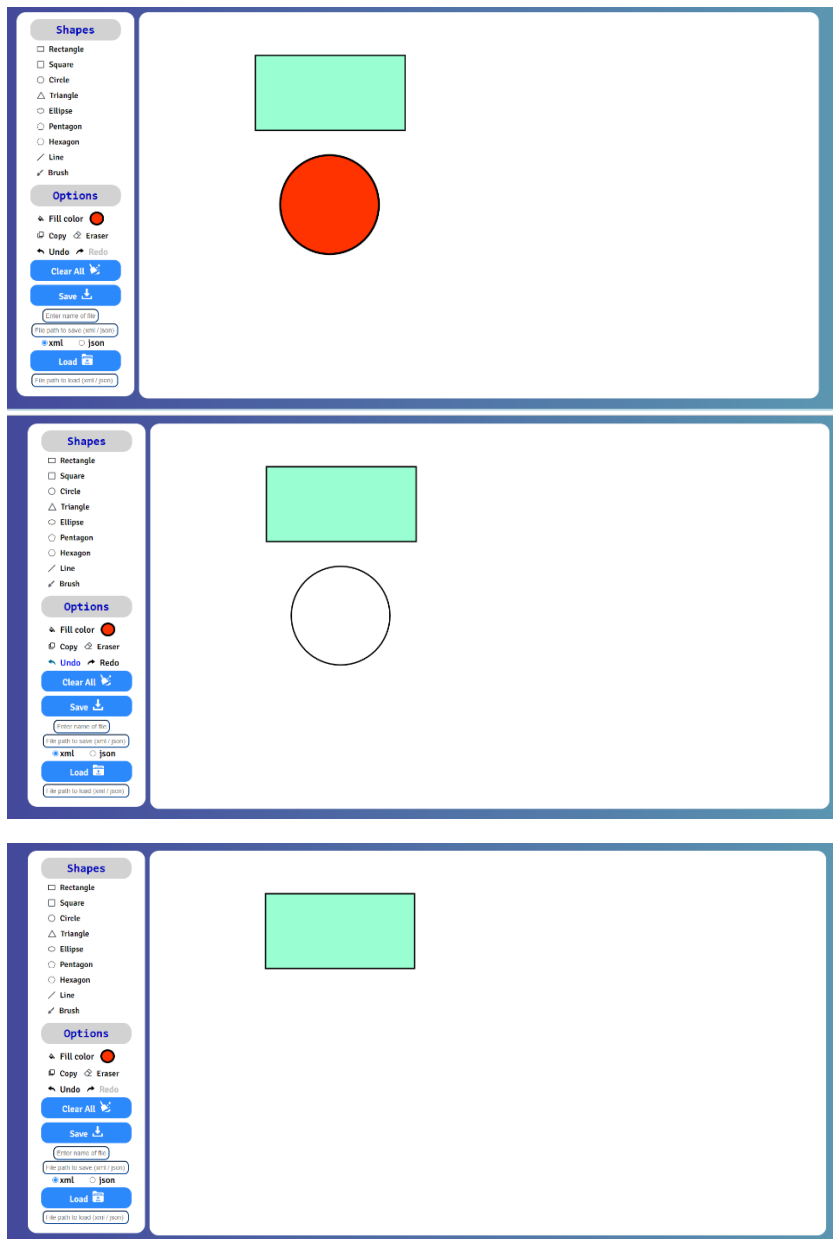 Shapes
Rectangle
Square
Circle
Triangle
Ellipse
Pentagon
Hexagon
Line
Brush
Options
Fill color
Copy Eraser
Undo Redo
Clear All
Save
Enter name of file
File path to save (xml / json)
xml json
Load
File path to load (xml / json)
Shapes
Rectangle
Square
Circle
Triangle
Ellipse
Pentagon
Hexagon
Line
Brush
Options
Fill color
Copy Eraser
Undo Redo
Clear All
Save
Enter name of file
File path to save (xml / json)
xml json
Load
File path to load (xml / json)
Shapes
Rectangle
Square
Circle
Triangle
Ellipse
Pentagon
Hexagon
Line
Brush
Options
Fill color
Copy Eraser
Undo Redo
Clear All
Save
Enter name of file
File path to save (xml / json)
xml json
Load
File path to load (xml / json)